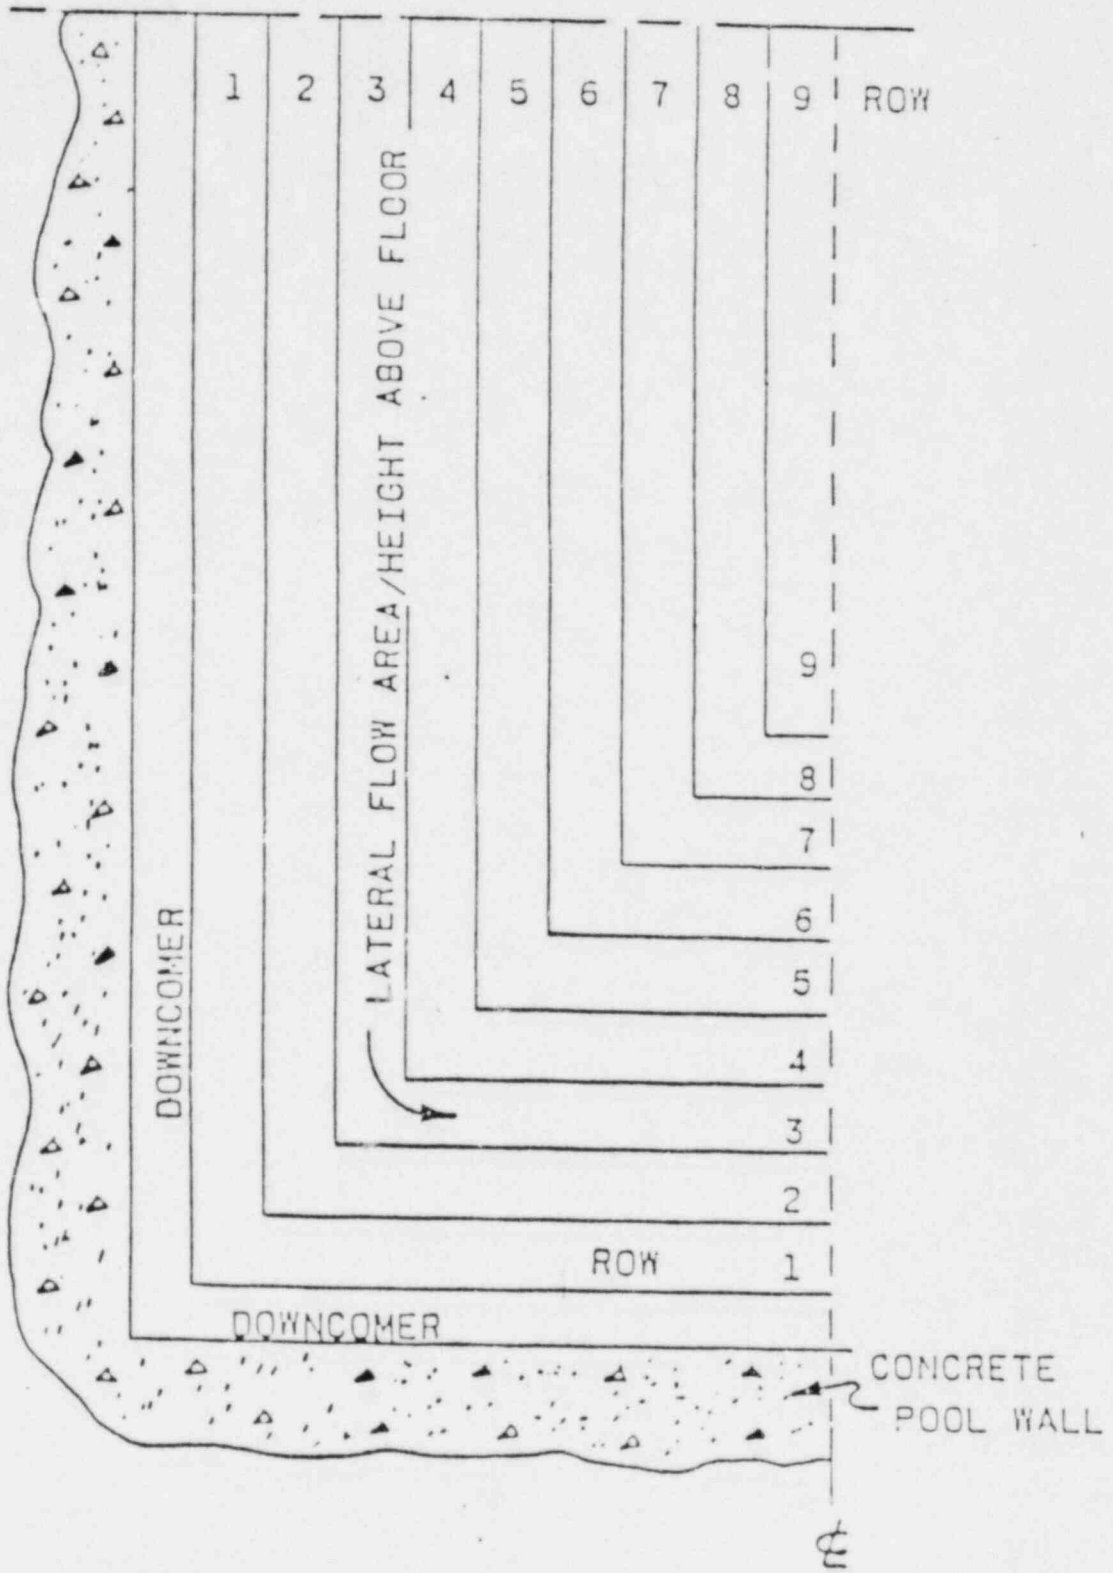 1 2 3 4 5 6 7 8 9 ROW
LATERAL FLOW AREA/HEIGHT ABOVE FLOOR
DOWNCOMER
9
8
7
6
5
4
3
2
ROW 1
DOWNCOMER
CONCRETE
POOL WALL
℄